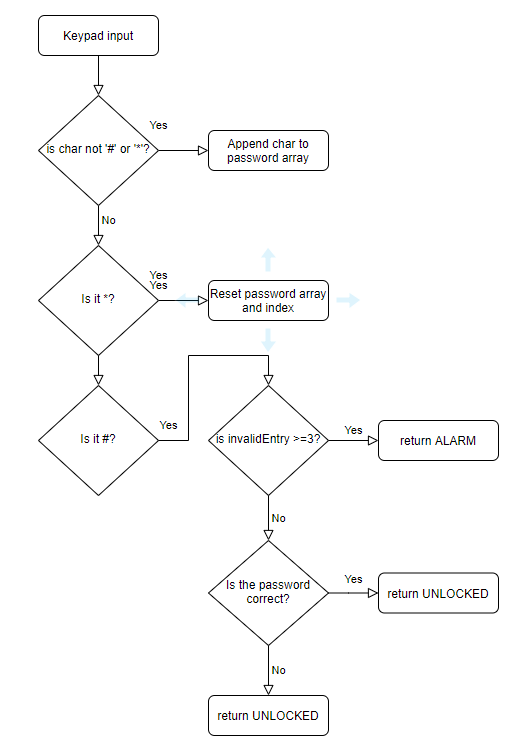 Keypad input
Yes
is char not '#' or '*'?
Append char to
password array
No
Yes
Yes
Is it *?
Reset password array
and index
Yes
Is it #?
is invalidEntry >=3?
Yes
return ALARM
No
Is the password
correct?
Yes
return UNLOCKED
No
return UNLOCKED